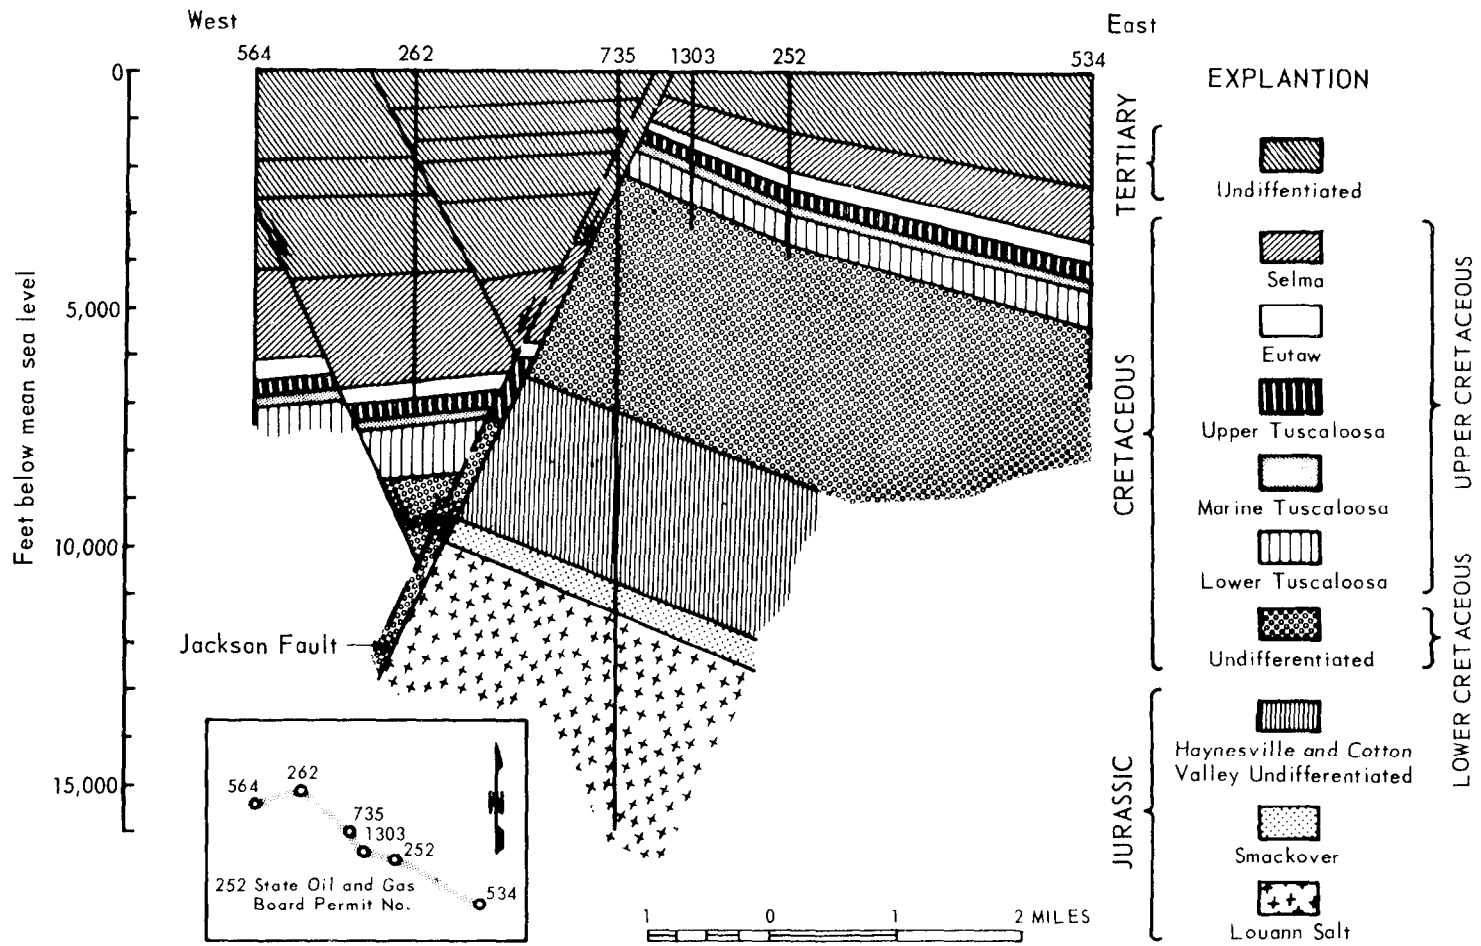 West
East
564
262
735
1303
252
534
0
5,000
10,000
15,000
Feet below mean sea level
Jackson Fault
564
262
735
1303
252
534
252 State Oil and Gas
Board Permit No.
N
1
0
1
2 MILES
EXPLANTION
TERTIARY
Undiffentiated
CRETACEOUS
Selma
Eutaw
Upper Tuscaloosa
Marine Tuscaloosa
Lower Tuscaloosa
UPPER CRETACEOUS
Undifferentiated
LOWER CRETACEOUS
JURASSIC
Haynesville and Cotton
Valley Undifferentiated
Smackover
Louann Salt